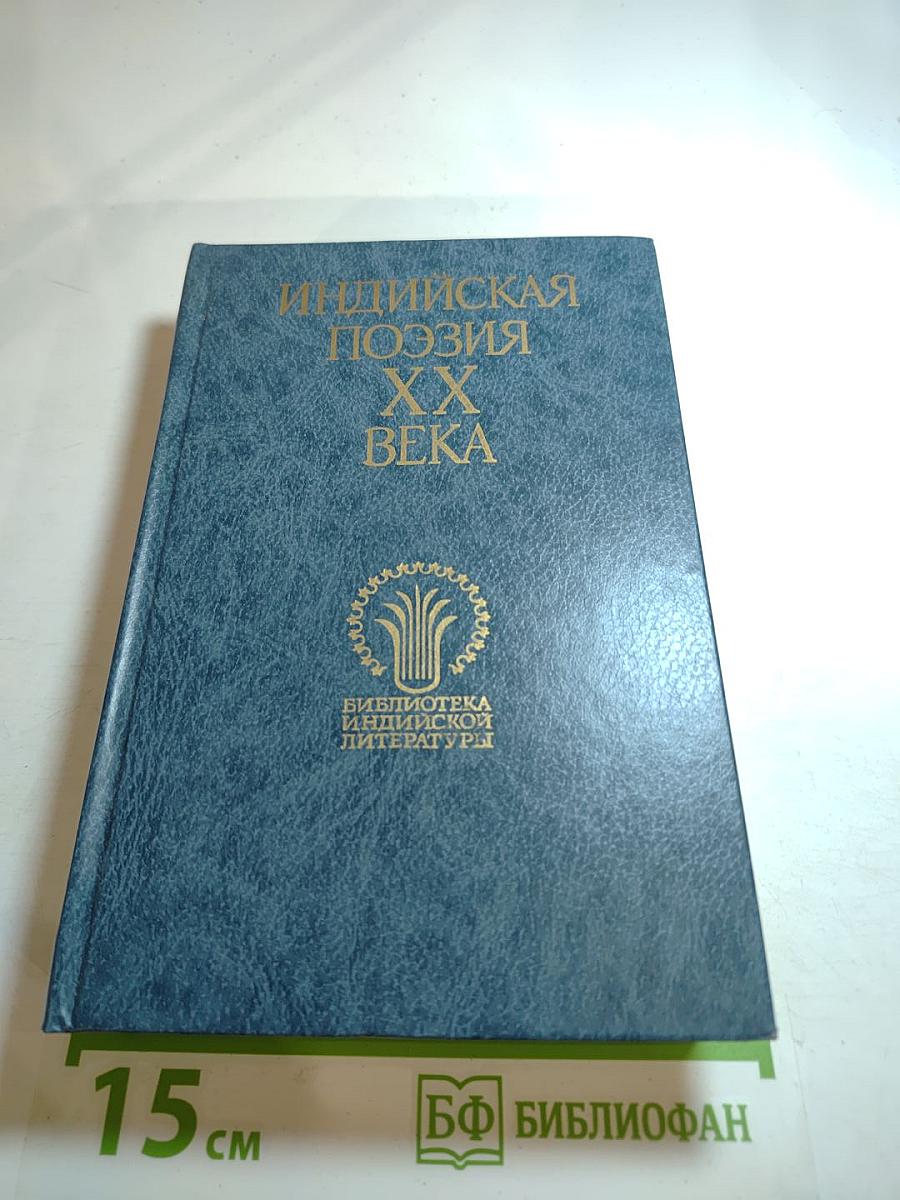 ИНДИЙСКАЯ
ПОЭЗИЯ
XX
ВЕКА
БИБЛИОТЕКА
ИНДИЙСКОЙ
ЛИТЕРАТУРЫ
15 см
БФ БИБЛИОФАН